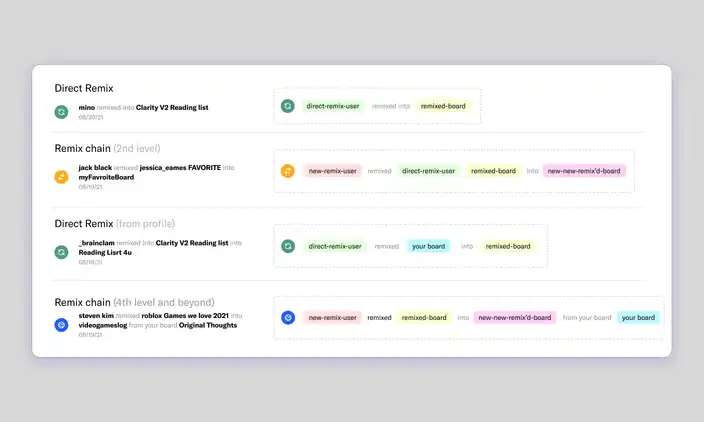 Direct Remix
mino remixed into Clarity V2 Reading list
08/20/21
direct-remix-user remixed into remixed-board
Remix chain (2nd level)
jack black remixed jessica_eames FAVORITE into
myFavroiteBoard
08/19/21
new-remix-user remixed direct-remix-user remixed-board into new-new-remix'd-board
Direct Remix (from profile)
_brainclam remixed into Clarity V2 Reading list into
Reading Lisrt 4u
08/18/21
direct-remix-user remixed your board into remixed-board
Remix chain (4th level and beyond)
steven kim remixed roblox Games we love 2021 into
videogameslog from your board Original Thoughts
08/19/21
new-remix-user remixed remixed-board into new-new-remix'd-board from your board your board